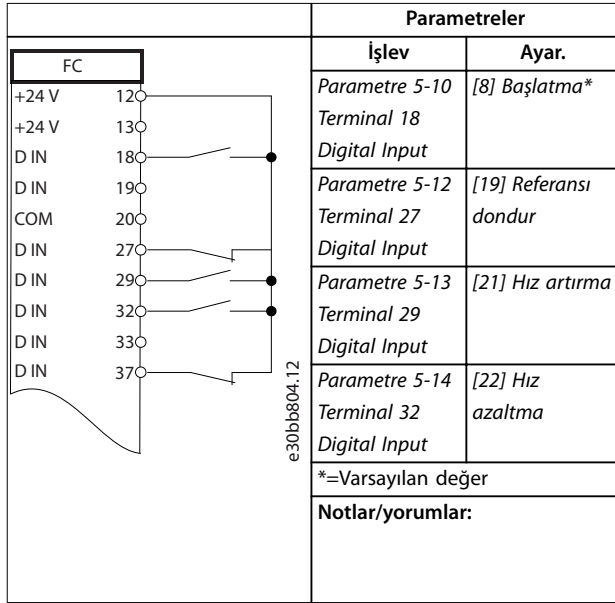 FC
+24 V 12
+24 V 13
D IN 18
D IN 19
COM 20
D IN 27
D IN 29
D IN 32
D IN 33
D IN 37
e30bb804.12
Parametreler
İşlev Ayar.
Parametre 5-10 [8] Başlatma*
Terminal 18
Digital Input
Parametre 5-12 [19] Referansı
Terminal 27 dondur
Digital Input
Parametre 5-13 [21] Hız artırma
Terminal 29
Digital Input
Parametre 5-14 [22] Hız
Terminal 32 azaltma
Digital Input
*=Varsayılan değer
Notlar/yorumlar: